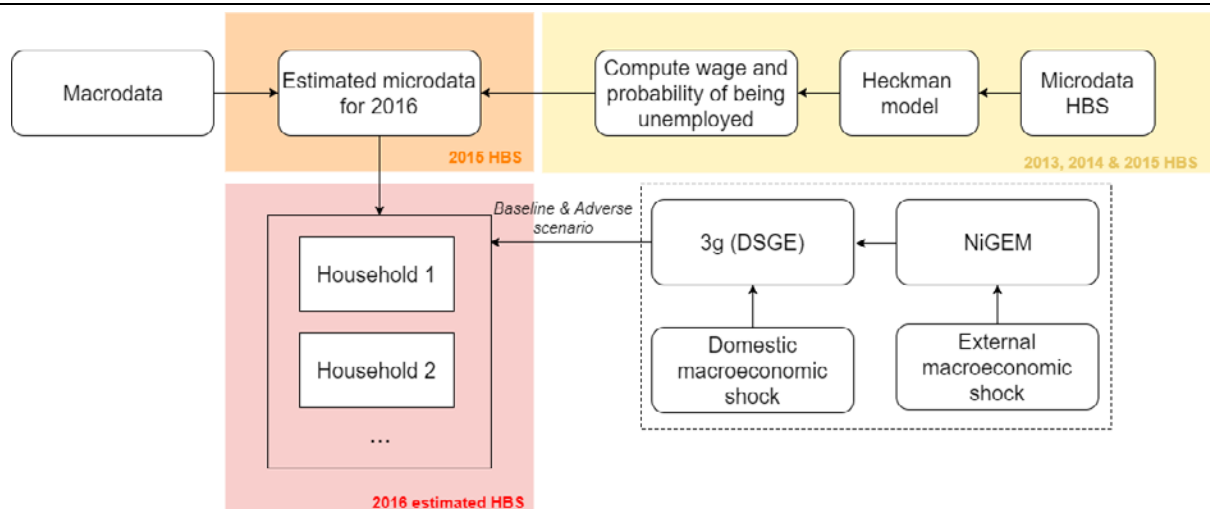 Macrodata
Estimated microdata
for 2016
Compute wage and
probability of being
unemployed
Heckman
model
Microdata
HBS
2015 HBS
2013, 2014 & 2015 HBS
Baseline & Adverse
scenario
3g (DSGE)
NiGEM
Household 1
Household 2
...
Domestic
macroeconomic
shock
External
macroeconomic
shock
2016 estimated HBS